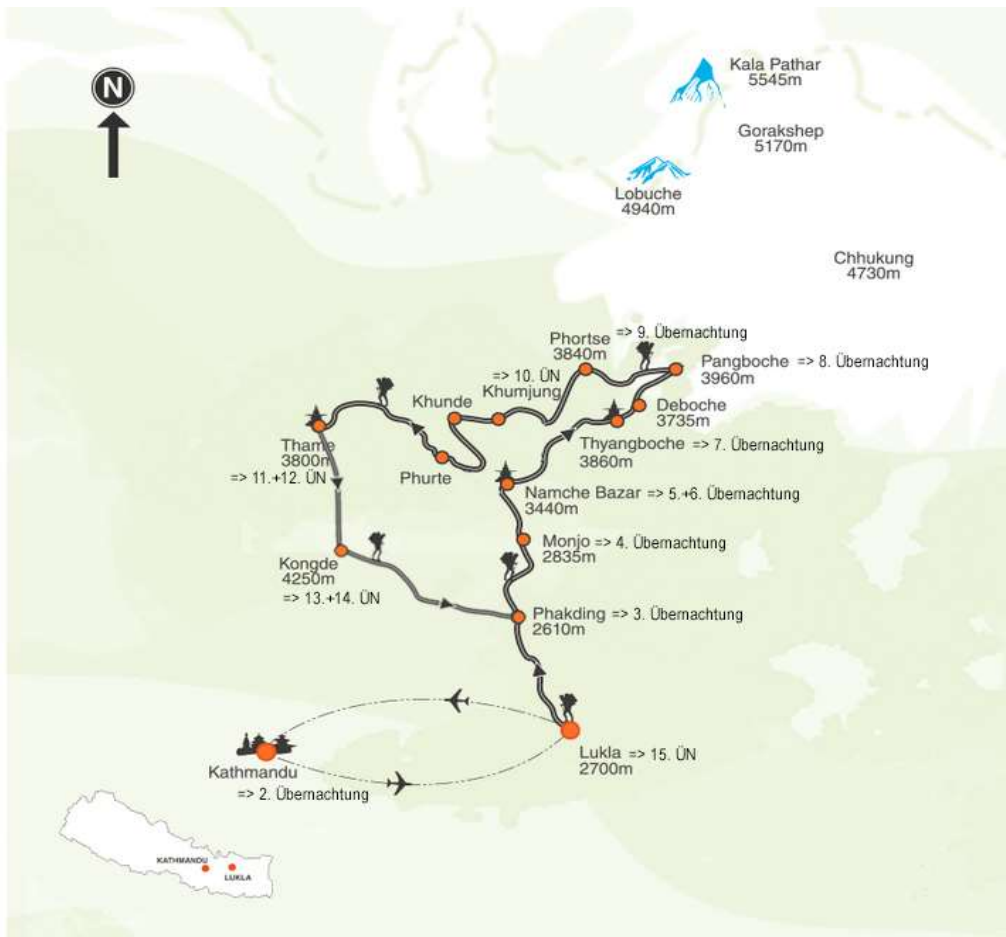 N
Kala Pathar
5545m
Gorakshep
5170m
Lobuche
4940m
Chhukung
4730m
Phortse => 9. Übernachtung
3840m
Pangboche => 8. Übernachtung
3960m
=> 10. ÜN
Khumjung
Khunde
Deboche
3735m
Thyangboche => 7. Übernachtung
3860m
Thame
3800m
=> 11.+12. ÜN
Phurte
Namche Bazar => 5.+6. Übernachtung
3440m
Monjo => 4. Übernachtung
2835m
Kongde
4250m
=> 13.+14. ÜN
Phakding => 3. Übernachtung
2610m
Lukla => 15. ÜN
2700m
Kathmandu
=> 2. Übernachtung
KATHMANDU
LUKLA